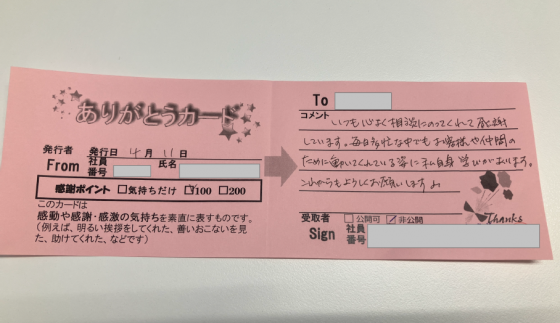 ありがとうカード
発行者 発行日 4月 11日
From 社員番号 氏名
感謝ポイント □気持ちだけ ☑100 □200
このカードは
感動や感謝・感激の気持ちを素直に表すものです。
(例えば、明るい挨拶をしてくれた、善いおこないを見
た、助けてくれた、などです)
To
コメント
いつも心よく相談にのってくれて感謝
しています。毎日多忙な中でもお客様や仲間の
ために動いてくれている姿に私自身 学びがあります。
これからもよろしくお願いします
受取者 □公開可 ☑非公開
Thanks
Sign 社員番号